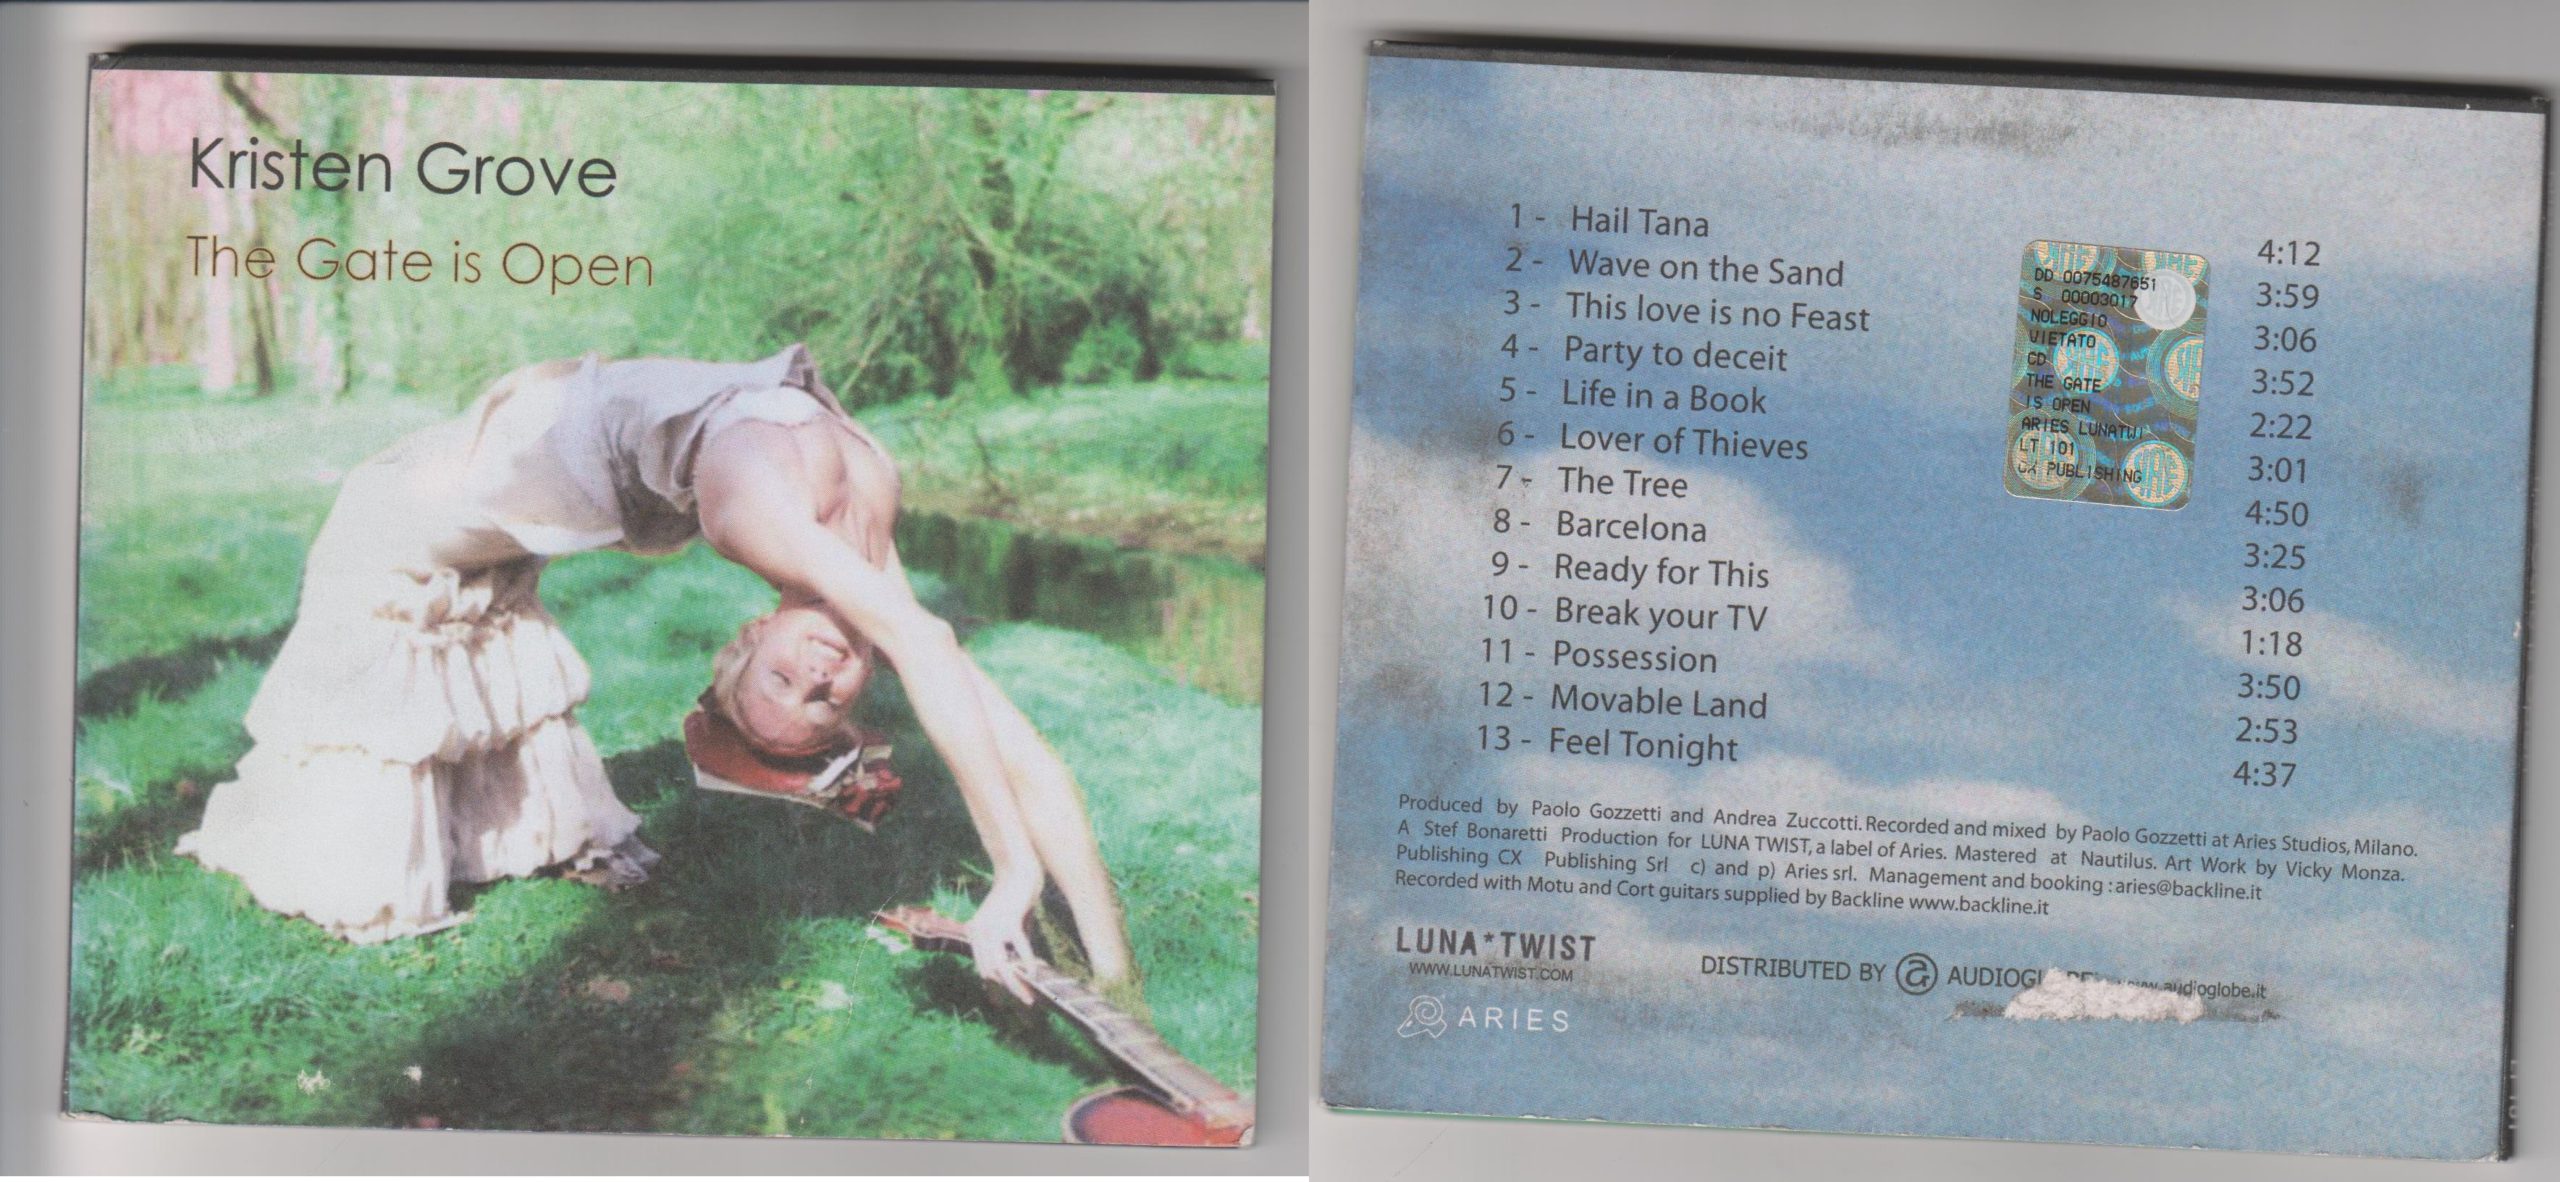 Kristen Grove
The Gate is Open
1 - Hail Tana 4:12
2 - Wave on the Sand 3:59
3 - This love is no Feast 3:06
4 - Party to deceit 3:52
5 - Life in a Book 2:22
6 - Lover of Thieves 3:01
7 - The Tree 4:50
8 - Barcelona 3:25
9 - Ready for This 3:06
10 - Break your TV 1:18
11 - Possession 3:50
12 - Movable Land 2:53
13 - Feel Tonight 4:37
DD 0075487651
S 00003017
NOLEGGIO
VIETATO
CD
THE GATE
IS OPEN
ARIES LUNATWI
LT 101
CX PUBLISHING
Produced by Paolo Gozzetti and Andrea Zuccotti. Recorded and mixed by Paolo Gozzetti at Aries Studios, Milano.
A Stef Bonaretti Production for LUNA TWIST, a label of Aries. Mastered at Nautilus. Art Work by Vicky Monza.
Publishing CX Publishing Srl c) and p) Aries srl. Management and booking : aries@backline.it
Recorded with Motu and Cort guitars supplied by Backline www.backline.it
LUNA*TWIST
WWW.LUNATWIST.COM
DISTRIBUTED BY a AUDIOGL www.audioglobe.it
ARIES